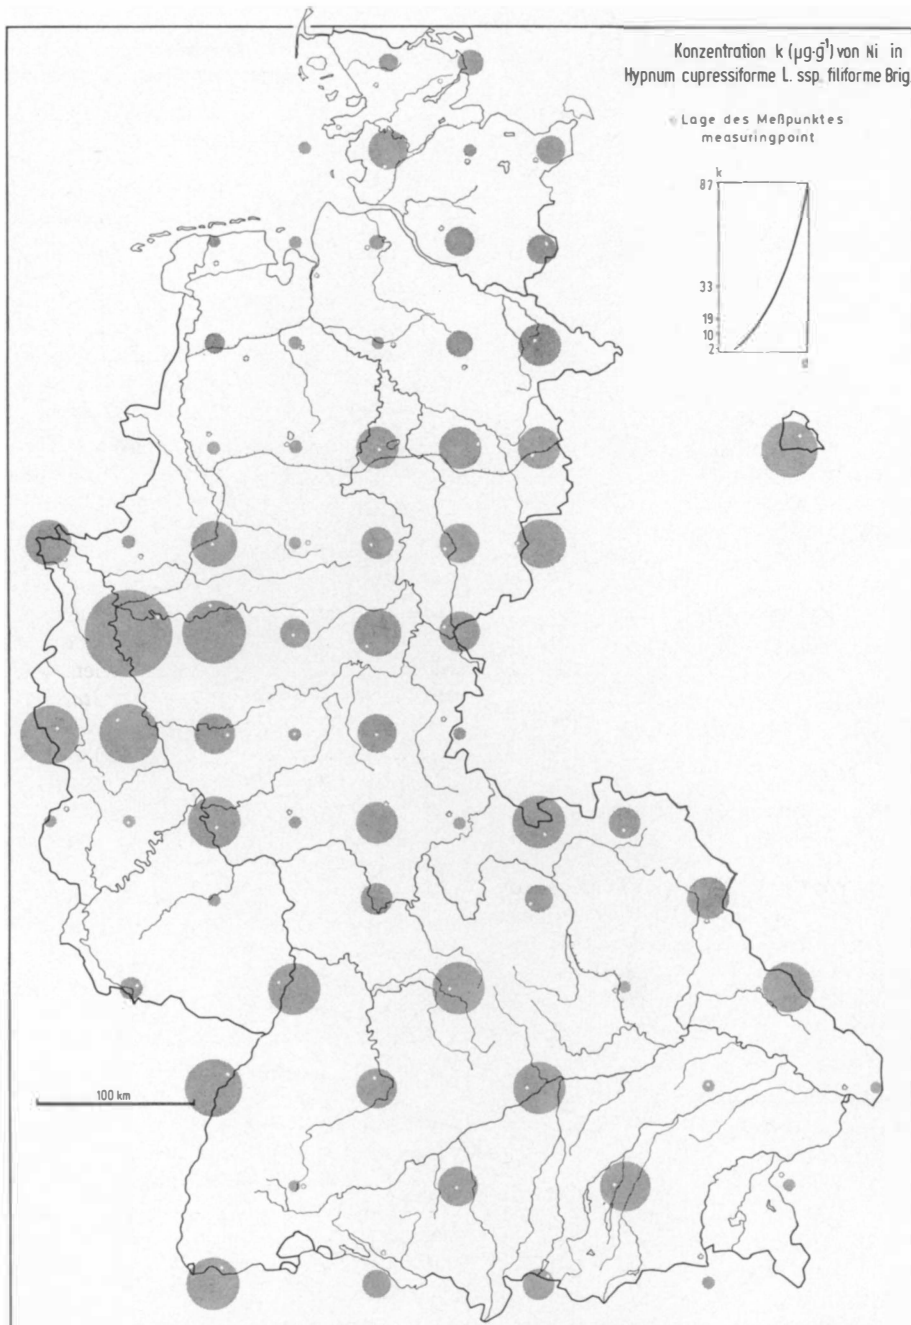 Konzentration k (µg·g⁻¹) von Ni in
Hypnum cupressiforme L. ssp. filiforme Brig
Lage des Meßpunktes
measuringpoint
k
87
33
19
10
2
100 km